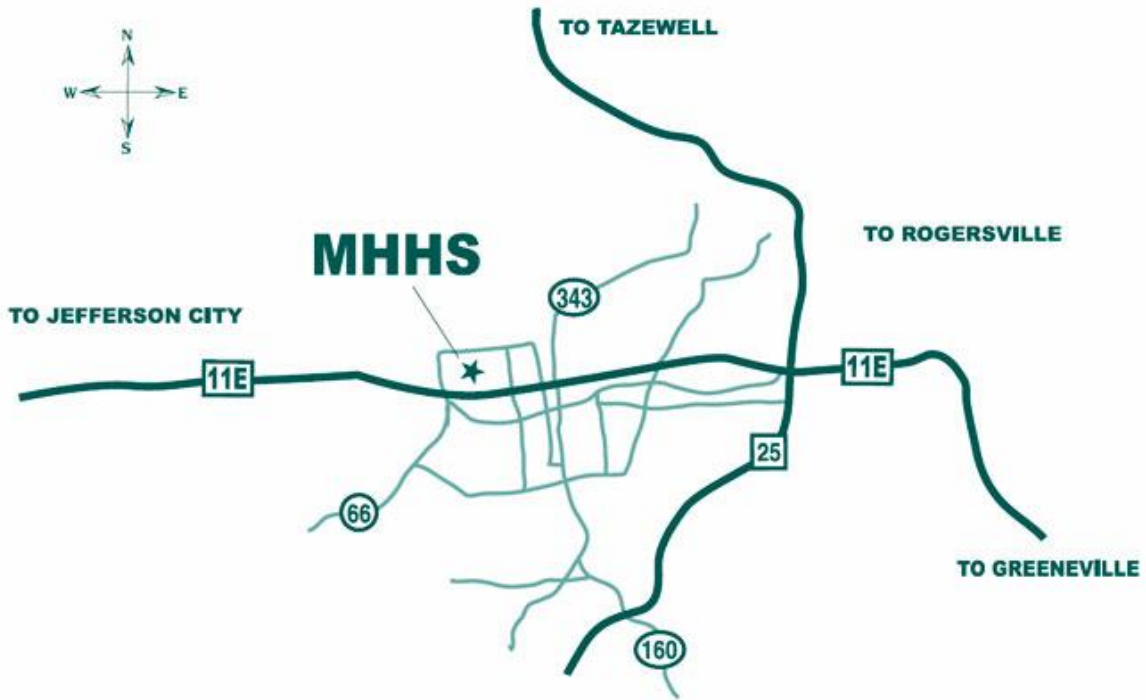 N
W E
S
TO TAZEWELL
TO ROGERSVILLE
MHHS
343
TO JEFFERSON CITY
11E
11E
25
66
TO GREENEVILLE
160